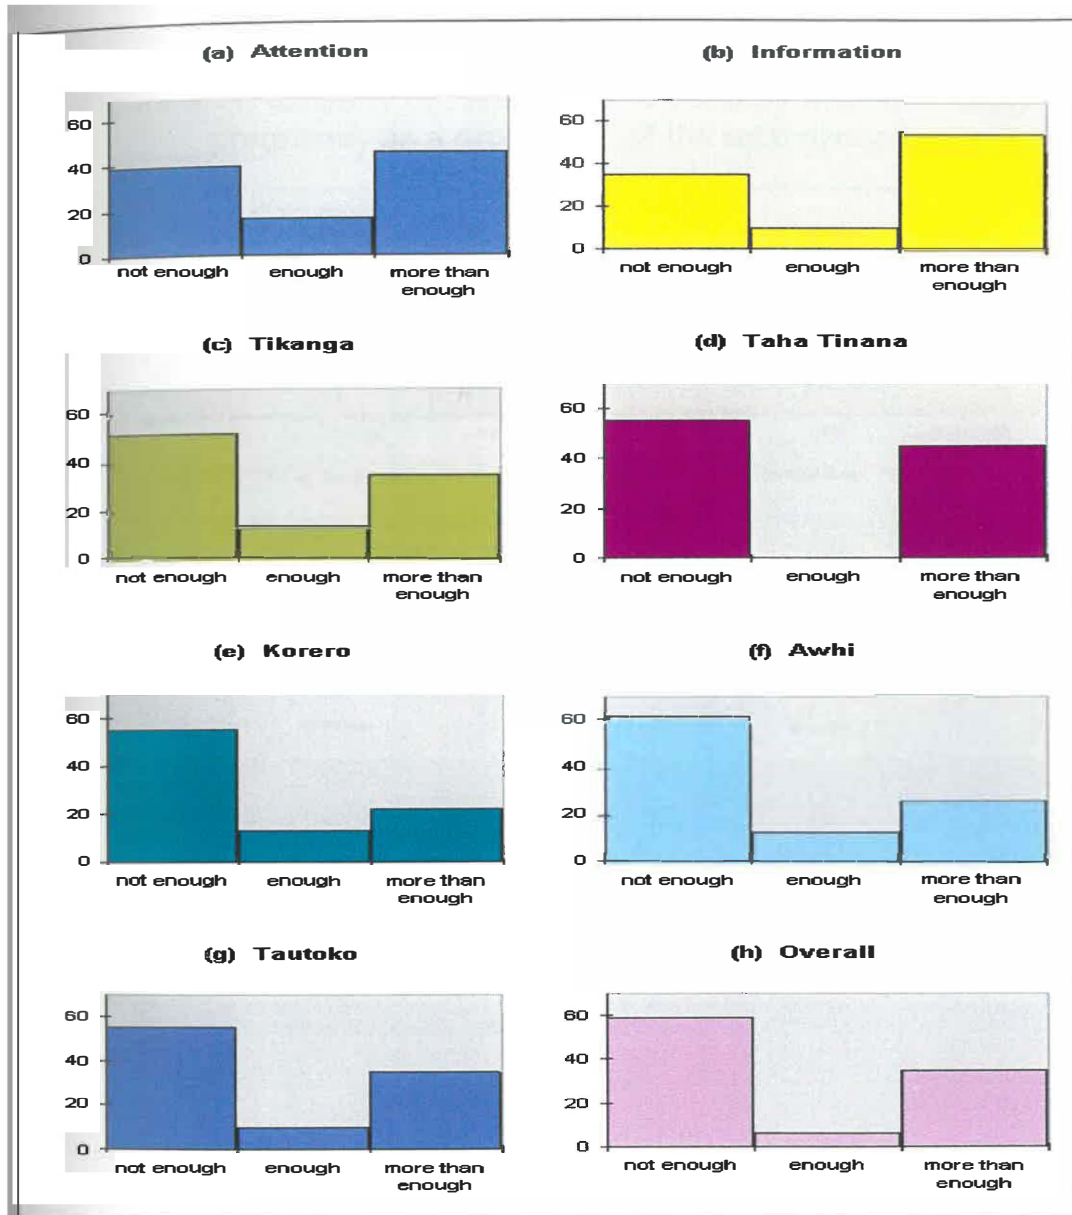 (a) Attention
60
40
20
0
not enough
enough
more than
enough
(b) Information
60
40
20
0
not enough
enough
more than
enough
(c) Tikanga
60
40
20
0
not enough
enough
more than
enough
(d) Taha Tinana
60
40
20
0
not enough
enough
more than
enough
(e) Korero
60
40
20
0
not enough
enough
more than
enough
(f) Awhi
60
40
20
0
not enough
enough
more than
enough
(g) Tautoko
60
40
20
0
not enough
enough
more than
enough
(h) Overall
60
40
20
0
not enough
enough
more than
enough